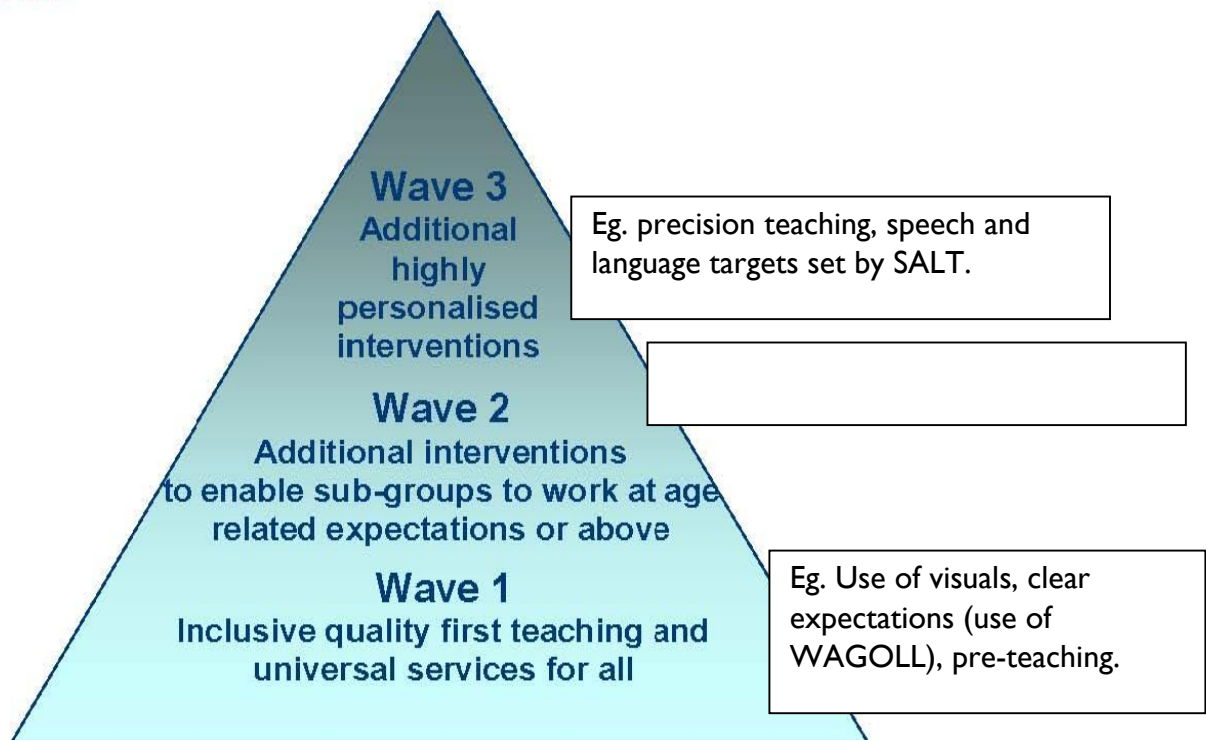 Wave 3
Additional
highly
personalised
interventions
Eg. precision teaching, speech and
language targets set by SALT.
Wave 2
Additional interventions
to enable sub-groups to work at age
related expectations or above
Wave 1
Inclusive quality first teaching and
universal services for all
Eg. Use of visuals, clear
expectations (use of
WAGOLL), pre-teaching.